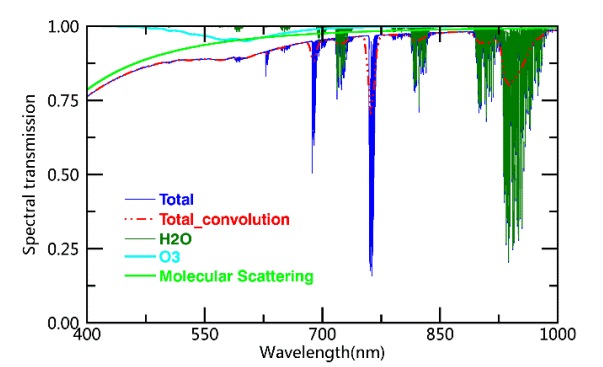 1.00
0.75
0.50
0.25
0.00
Spectral transmission
Total
Total_convolution
H2O
O3
Molecular Scattering
400 550 700 850 1000
Wavelength(nm)